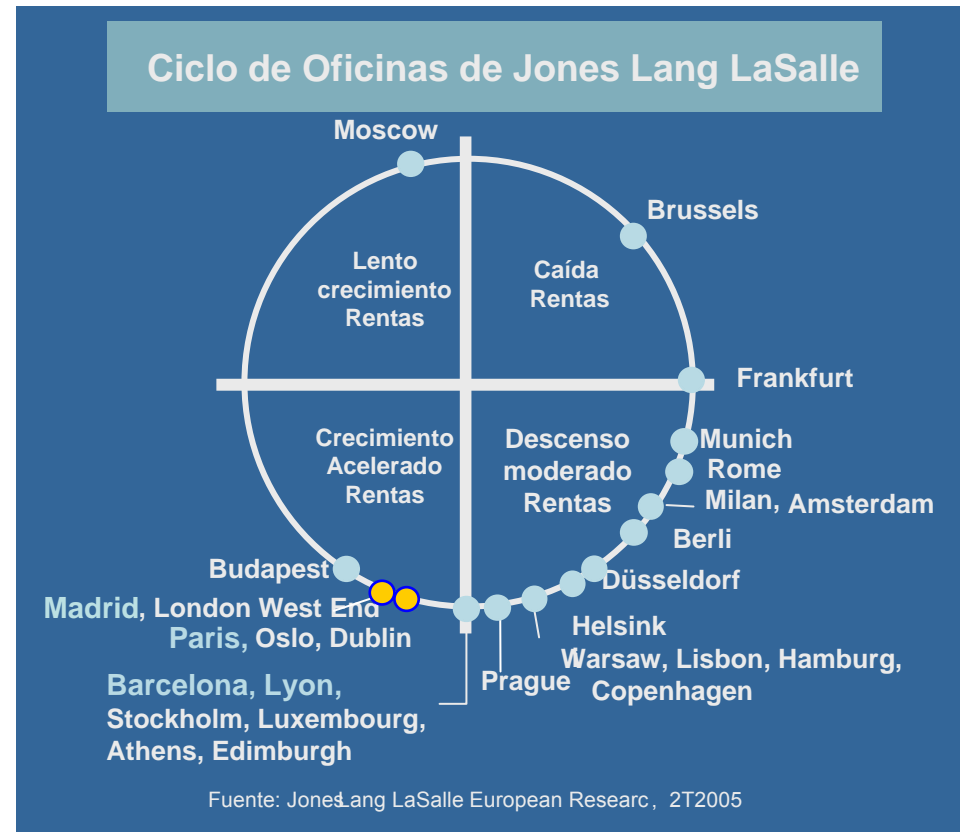 Ciclo de Oficinas de Jones Lang LaSalle
Moscow
Brussels
Lento
crecimiento
Rentas
Caída
Rentas
Frankfurt
Crecimiento
Acelerado
Rentas
Descenso
moderado
Rentas
Munich
Rome
Milan, Amsterdam
Berli
Düsseldorf
Budapest
Madrid, London West End
Paris, Oslo, Dublin
Helsink
Warsaw, Lisbon, Hamburg,
Copenhagen
Prague
Barcelona, Lyon,
Stockholm, Luxembourg,
Athens, Edimburgh
Fuente: Jones Lang LaSalle European Researc, 2T2005